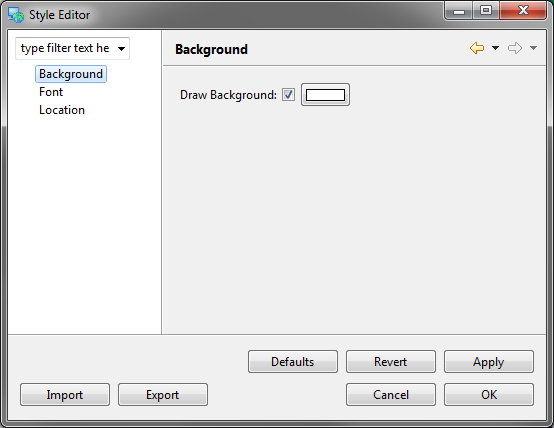 Style Editor
type filter text he
Background
Font
Location
Background
Draw Background:
Defaults
Revert
Apply
Import
Export
Cancel
OK